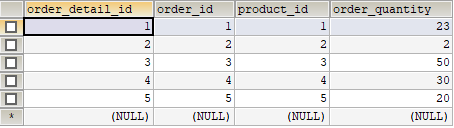 order_detail_id order_id product_id order_quantity
1 1 1 23
2 2 2 2
3 3 3 50
4 4 4 30
5 5 5 20
* (NULL) (NULL) (NULL) (NULL)